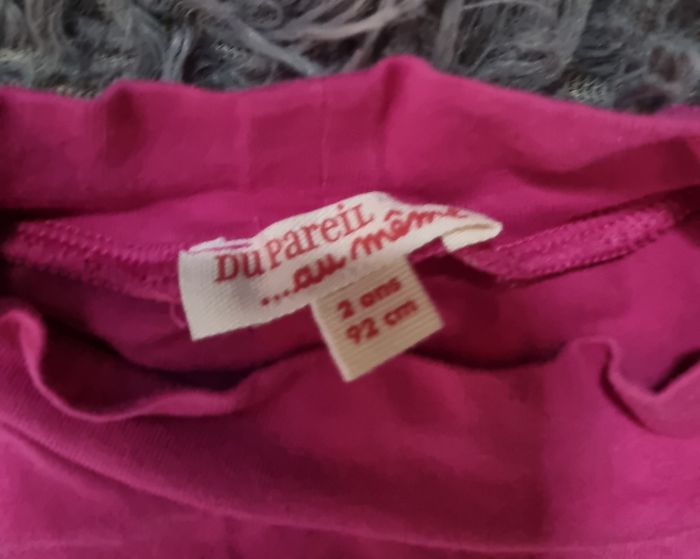 DU PAREIL
...au même
2 ans
92 cm